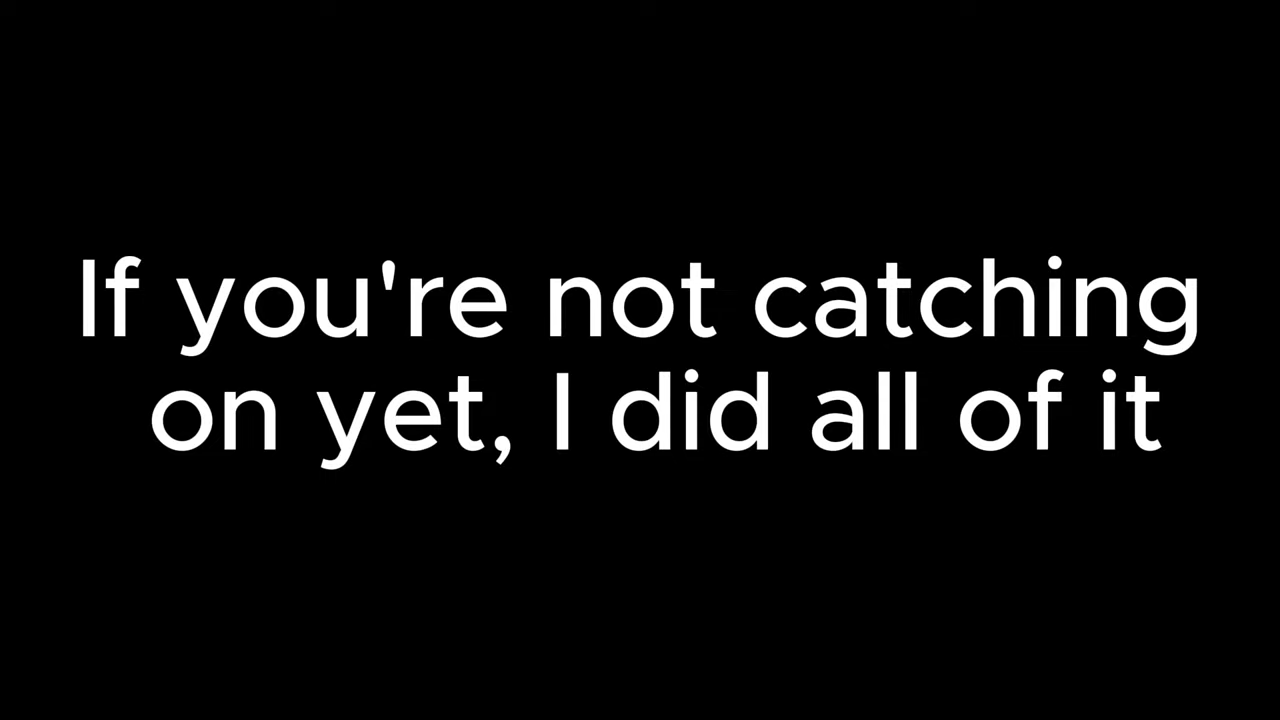 If you're not catching
on yet, I did all of it